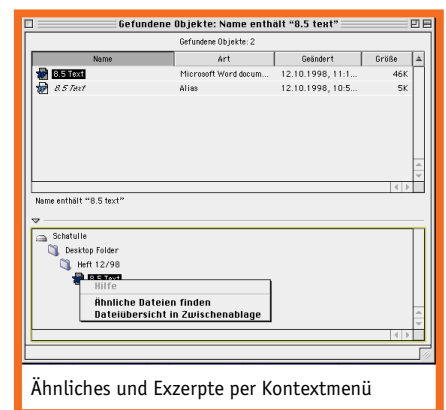 Gefundene Objekte: Name enthält “8.5 text”
Gefundene Objekte: 2
Name Art Geändert Größe
8.5 Text Microsoft Word docum... 12.10.1998, 11:1... 46K
8.5 Text Alias 12.10.1998, 10:5... 5K
Name enthält “8.5 text”
Schatulle
Desktop Folder
Heft 12/98
8.5 Text
Hilfe
Ähnliche Dateien finden
Dateiübersicht in Zwischenablage
Ähnliches und Exzerpte per Kontextmenü